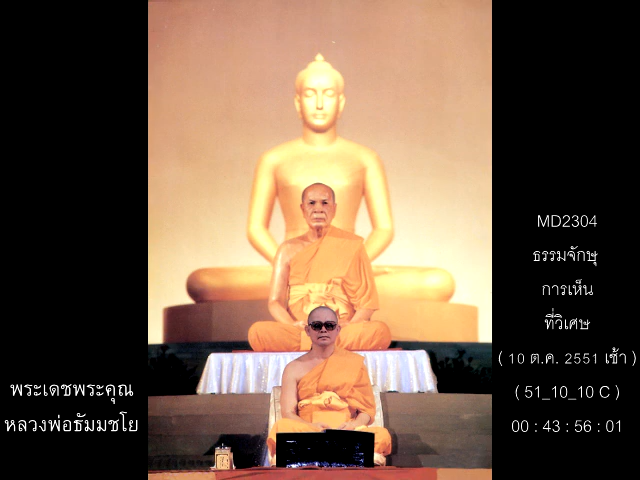 พระเดชพระคุณ
หลวงพ่อธัมมชโย
MD2304
ธรรมจักษุ
การเห็น
ที่วิเศษ
( 10 ต.ค. 2551 เช้า )
( 51_10_10 C )
00 : 43 : 56 : 01